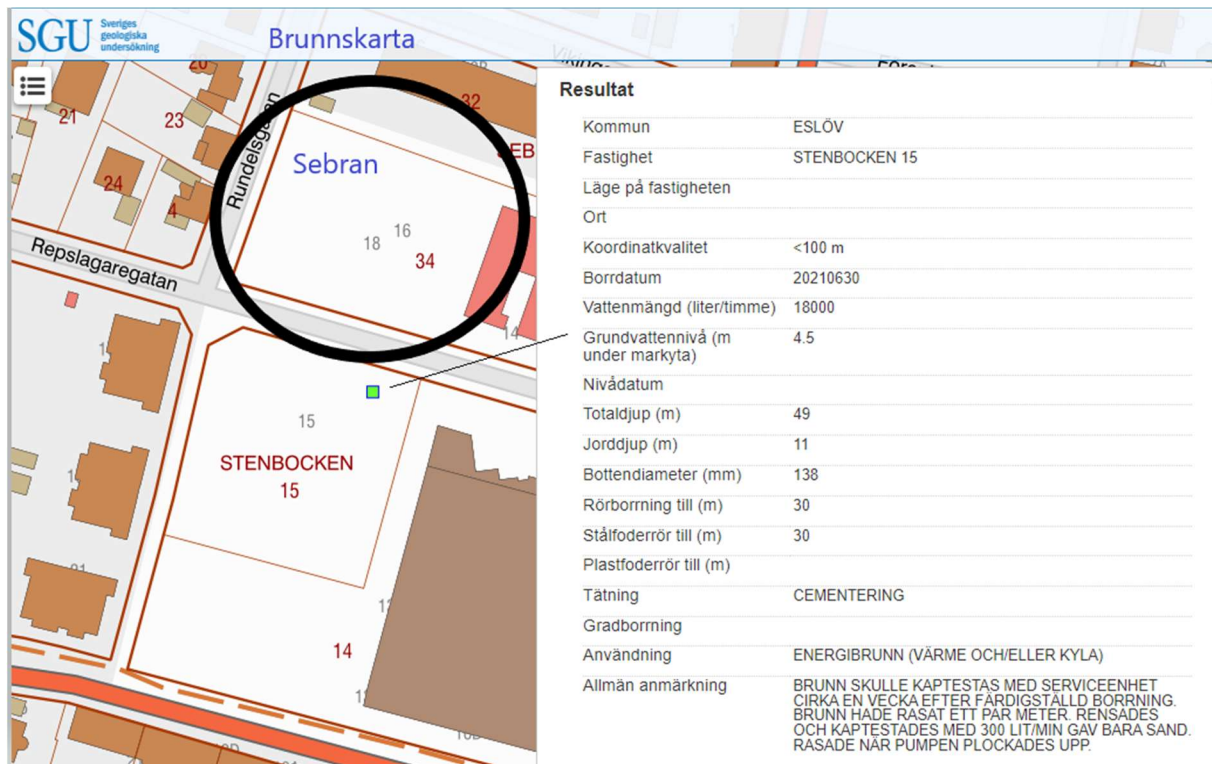 SGU Sveriges
geologiska
undersökning
Brunnskarta
20
21
23
32
Rundelsgatan
SEB
Sebran
24
4
16
18
34
Repslagaregatan
14
15
STENBOCKEN
15
14
Resultat
Kommun ESLÖV
Fastighet STENBOCKEN 15
Läge på fastigheten
Ort
Koordinatkvalitet <100 m
Borrdatum 20210630
Vattenmängd (liter/timme) 18000
Grundvattennivå (m 4.5
under markyta)
Nivådatum
Totaldjup (m) 49
Jorddjup (m) 11
Bottendiameter (mm) 138
Rörborrning till (m) 30
Stålfoderrör till (m) 30
Plastfoderrör till (m)
Tätning CEMENTERING
Gradborrning
Användning ENERGIBRUNN (VÄRME OCH/ELLER KYLA)
Allmän anmärkning BRUNN SKULLE KAPTESTAS MED SERVICEENHET
CIRKA EN VECKA EFTER FÄRDIGSTÄLLD BORRNING.
BRUNN HADE RASAT ETT PAR METER. RENSADES
OCH KAPTESTADES MED 300 LIT/MIN GAV BARA SAND.
RASADE NÄR PUMPEN PLOCKADES UPP.